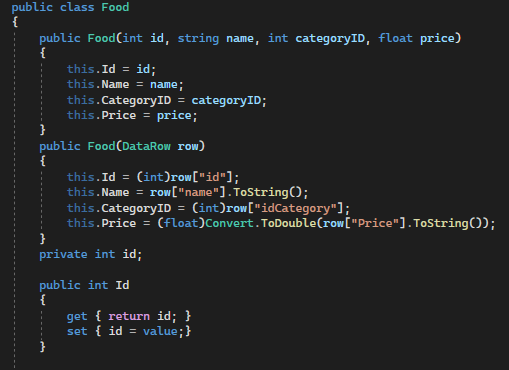 public class Food
{
    public Food(int id, string name, int categoryID, float price)
    {
        this.Id = id;
        this.Name = name;
        this.CategoryID = categoryID;
        this.Price = price;
    }
    public Food(DataRow row)
    {
        this.Id = (int)row["id"];
        this.Name = row["name"].ToString();
        this.CategoryID = (int)row["idCategory"];
        this.Price = (float)Convert.ToDouble(row["Price"].ToString());
    }
    private int id;

    public int Id
    {
        get { return id; }
        set { id = value;}
    }